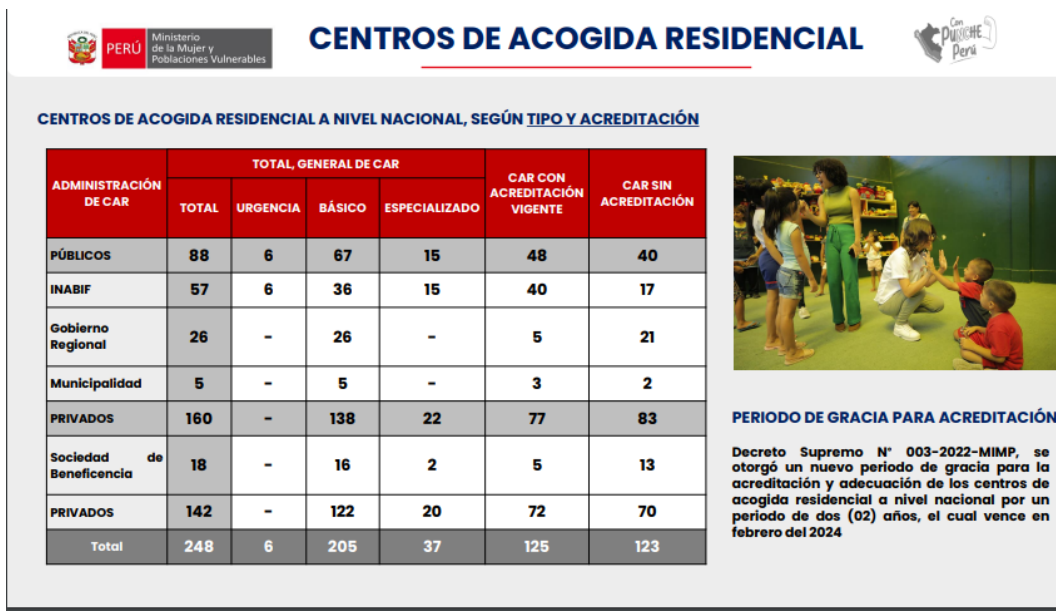 PERÚ
Ministerio
de la Mujer y
Poblaciones Vulnerables
CENTROS DE ACOGIDA RESIDENCIAL
Con
PUNCHE
Perú
CENTROS DE ACOGIDA RESIDENCIAL A NIVEL NACIONAL, SEGÚN TIPO Y ACREDITACIÓN
ADMINISTRACIÓN DE CAR
TOTAL, GENERAL DE CAR
CAR CON ACREDITACIÓN VIGENTE
CAR SIN ACREDITACIÓN
TOTAL URGENCIA BÁSICO ESPECIALIZADO
PÚBLICOS 88 6 67 15 48 40
INABIF 57 6 36 15 40 17
Gobierno Regional 26 - 26 - 5 21
Municipalidad 5 - 5 - 3 2
PRIVADOS 160 - 138 22 77 83
Sociedad de Beneficencia 18 - 16 2 5 13
PRIVADOS 142 - 122 20 72 70
Total 248 6 205 37 125 123
PERIODO DE GRACIA PARA ACREDITACIÓN
Decreto Supremo N° 003-2022-MIMP, se
otorgó un nuevo periodo de gracia para la
acreditación y adecuación de los centros de
acogida residencial a nivel nacional por un
periodo de dos (02) años, el cual vence en
febrero del 2024